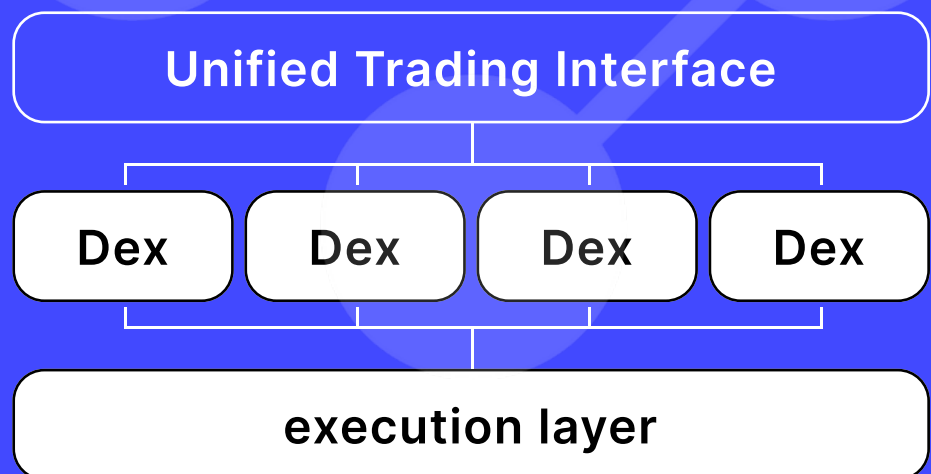 Unified Trading Interface
Dex Dex Dex Dex
execution layer